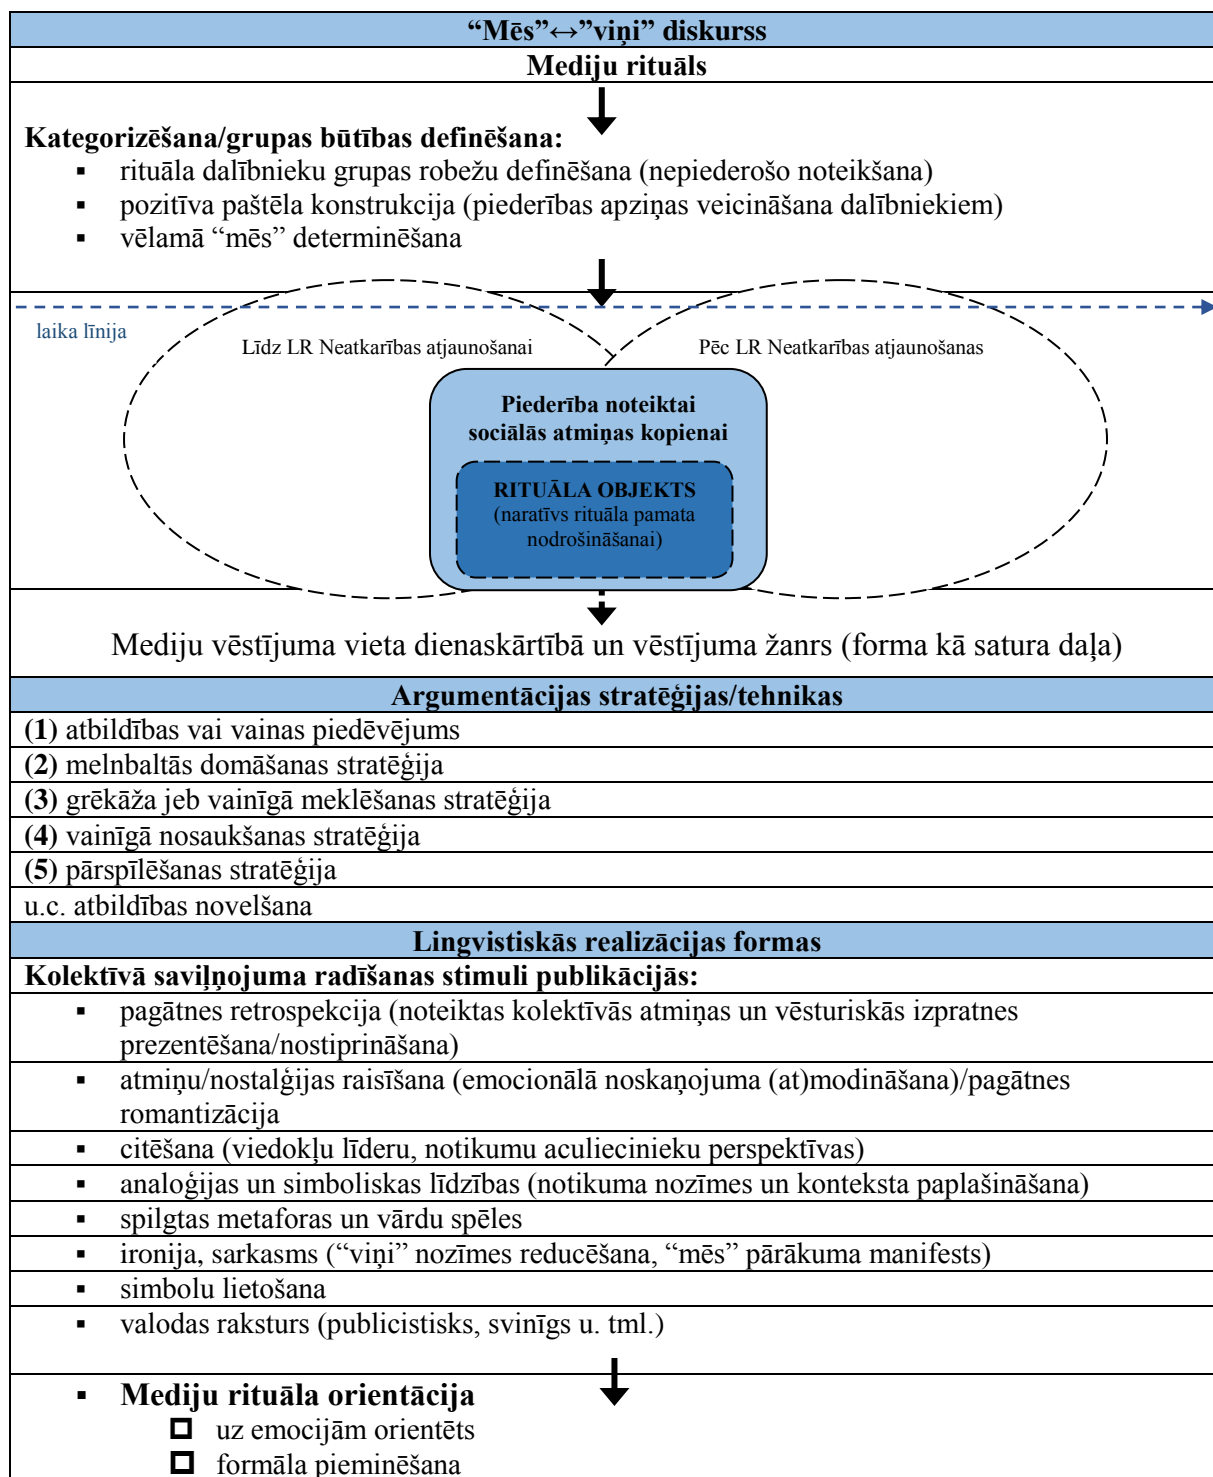 “Mēs”↔”viņi” diskurss
Mediju rituāls
Kategorizēšana/grupas būtības definēšana:
▪ rituāla dalībnieku grupas robežu definēšana (nepiederošo noteikšana)
▪ pozitīva paštēla konstrukcija (piederības apziņas veicināšana dalībniekiem)
▪ vēlamā “mēs” determinēšana
laika līnija
Līdz LR Neatkarības atjaunošanai
Pēc LR Neatkarības atjaunošanas
Piederība noteiktai
sociālās atmiņas kopienai
RITUĀLA OBJEKTS
(naratīvs rituāla pamata
nodrošināšanai)
Mediju vēstījuma vieta dienaskārtībā un vēstījuma žanrs (forma kā satura daļa)
Argumentācijas stratēģijas/tehnikas
(1) atbildības vai vainas piedēvējums
(2) melnbaltās domāšanas stratēģija
(3) grēkāža jeb vainīgā meklēšanas stratēģija
(4) vainīgā nosaukšanas stratēģija
(5) pārspīlēšanas stratēģija
u.c. atbildības novelšana
Lingvistiskās realizācijas formas
Kolektīvā saviļņojuma radīšanas stimuli publikācijās:
▪ pagātnes retrospekcija (noteiktas kolektīvās atmiņas un vēsturiskās izpratnes
prezentēšana/nostiprināšana)
▪ atmiņu/nostalģijas raisīšana (emocionālā noskaņojuma (at)modināšana)/pagātnes
romantizācija
▪ citēšana (viedokļu līderu, notikumu aculiecinieku perspektīvas)
▪ analoģijas un simboliskas līdzības (notikuma nozīmes un konteksta paplašināšana)
▪ spilgtas metaforas un vārdu spēles
▪ ironija, sarkasms (“viņi” nozīmes reducēšana, “mēs” pārākuma manifests)
▪ simbolu lietošana
▪ valodas raksturs (publicistisks, svinīgs u. tml.)
▪ Mediju rituāla orientācija
☐ uz emocijām orientēts
☐ formāla pieminēšana